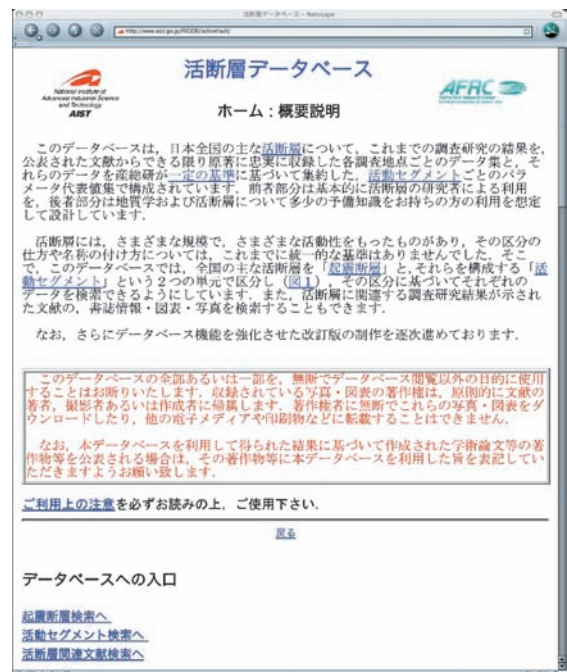 活断層データベース - Netscape
National Institute of
Advanced Industrial Science
and Technology
AIST
活断層データベース
AFRC
ホーム：概要説明
このデータベースは，日本全国の主な活断層について，これまでの調査研究の結果を，
公表された文献からできる限り原著に忠実に収録した各調査地点ごとのデータ集と，そ
れらのデータを産総研が一定の基準に基づいて集約した，活動セグメントごとのパラ
メータ代表値集で構成されています．前者部分は基本的に活断層の研究者による利用
を，後者部分は地質学および活断層について多少の予備知識をお持ちの方の利用を想定
して設計しています．
活断層には，さまざまな規模で，さまざまな活動性をもったものがあり，その区分の
仕方や名称の付け方については，これまでに統一的な基準はありませんでした．そこ
で，このデータベースでは，全国の主な活断層を「起震断層」と，それらを構成する「活
動セグメント」という２つの単元で区分し（図１），その区分に基づいてそれぞれの
データを検索できるようにしています．また，活断層に関連する調査研究結果が示され
た文献の，書誌情報・図表・写真を検索することもできます．
なお，さらにデータベース機能を強化させた改訂版の制作を逐次進めております．
このデータベースの全部あるいは一部を，無断でデータベース閲覧以外の目的に使用
することはお断りいたします．収録されている写真・図表の著作権は，原則的に文献の
著者，撮影者あるいは作成者に帰属します．著作権者に無断でこれらの写真・図表をダ
ウンロードしたり，他の電子メディアや印刷物などに転載することはできません．
なお，本データベースを利用して得られた結果に基づいて作成された学術論文等の著
作物等を公表される場合は，その著作物等に本データベースを利用した旨を表記してい
ただきますようお願い致します．
ご利用上の注意を必ずお読みの上，ご使用下さい．
戻る
データベースへの入口
起震断層検索へ
活動セグメント検索へ
活断層関連文献検索へ